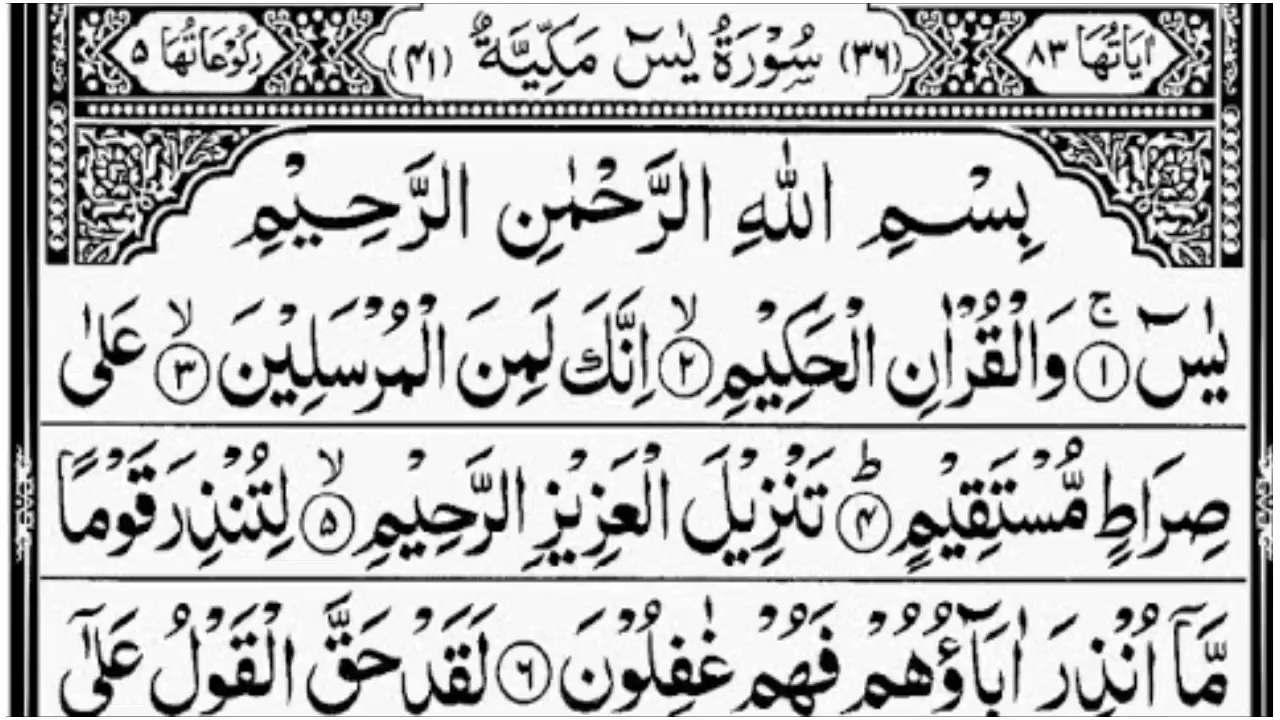 اٰيَاتُهَا ٨٣ (٣٦) سُوْرَةُ يٰسٓ مَكِّيَّةٌ (٤١) رُكُوْعَاتُهَا ٥
بِسْمِ اللّٰهِ الرَّحْمٰنِ الرَّحِيْمِ
يٰسٓ ۚ ﴿١﴾ وَالْقُرْاٰنِ الْحَكِيْمِ ۙ ﴿٢﴾ اِنَّكَ لَمِنَ الْمُرْسَلِيْنَ ۙ ﴿٣﴾ عَلٰى
صِرَاطٍ مُّسْتَقِيْمٍ ؕ ﴿٤﴾ تَنْزِيْلَ الْعَزِيْزِ الرَّحِيْمِ ۙ ﴿٥﴾ لِتُنْذِرَ قَوْمًا
مَّاۤ اُنْذِرَ اٰبَآؤُهُمْ فَهُمْ غٰفِلُوْنَ ﴿٦﴾ لَقَدْ حَقَّ الْقَوْلُ عَلٰٓى